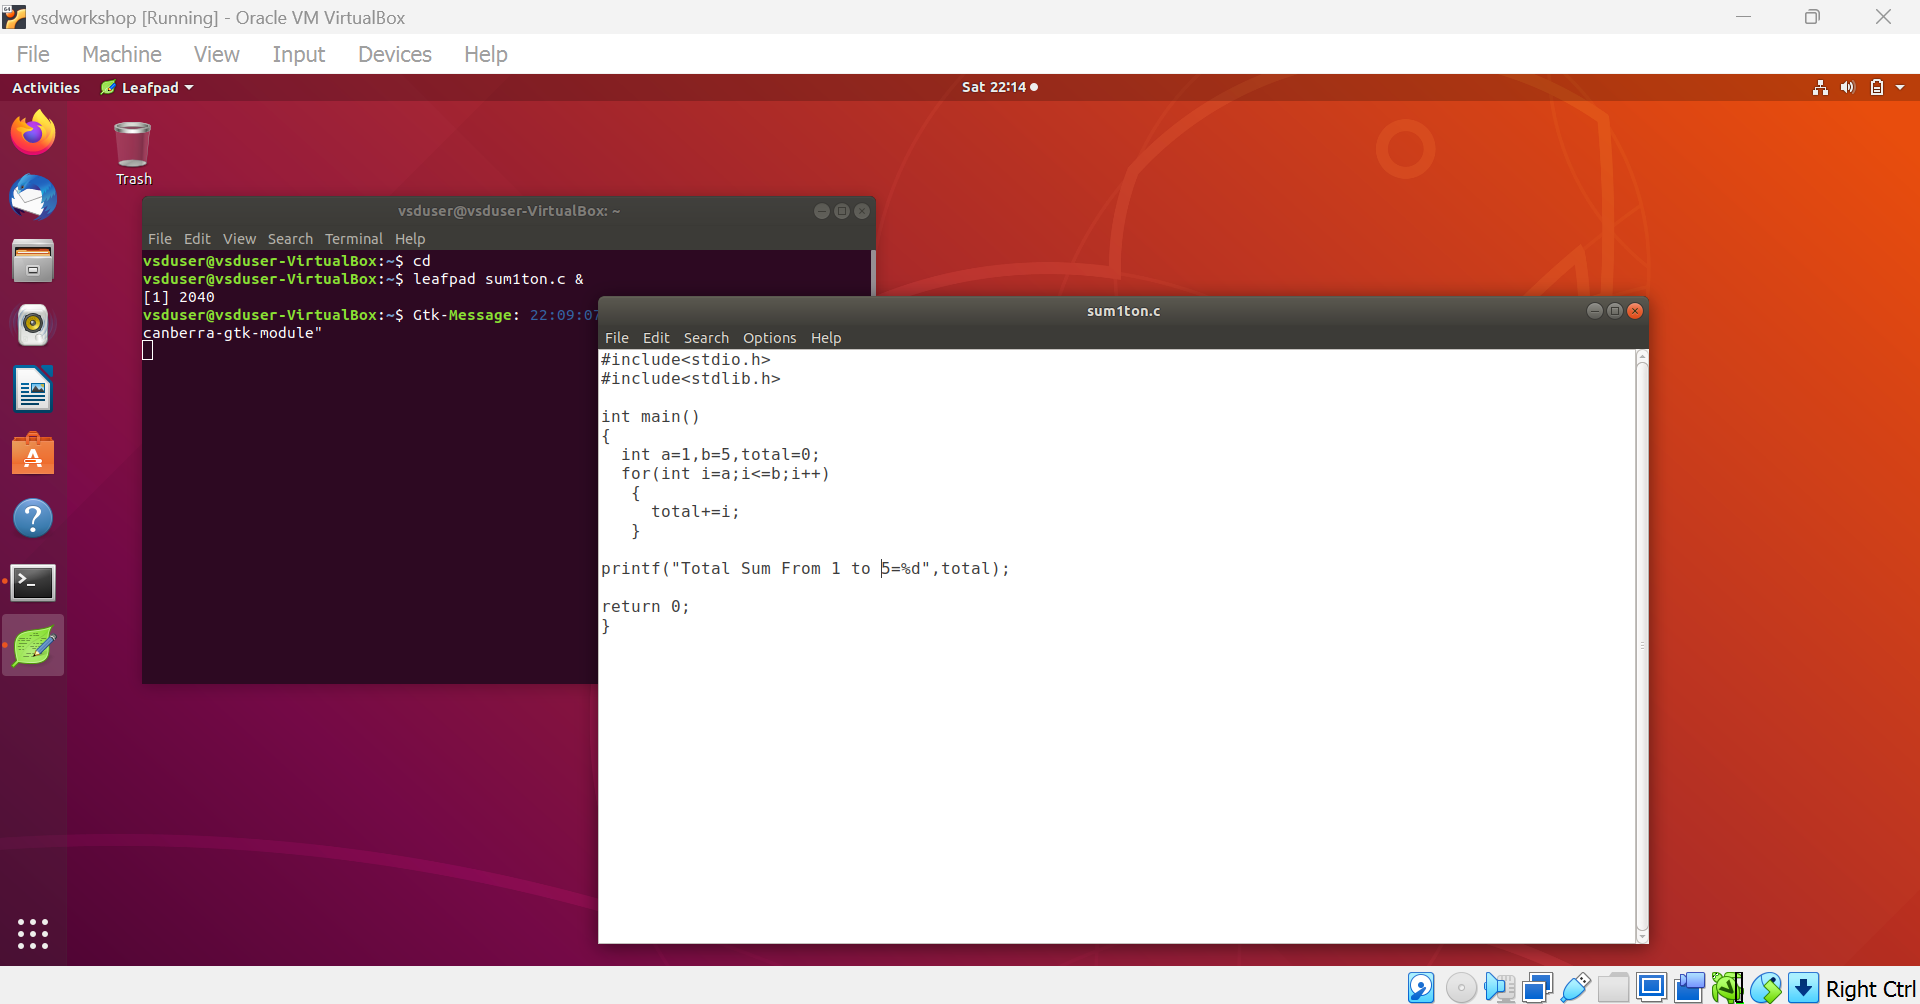 vsdworkshop [Running] - Oracle VM VirtualBox
File Machine View Input Devices Help
Activities Leafpad Sat 22:14
Trash
vsduser@vsduser-VirtualBox: ~
File Edit View Search Terminal Help
vsduser@vsduser-VirtualBox:~$ cd
vsduser@vsduser-VirtualBox:~$ leafpad sum1ton.c &
[1] 2040
vsduser@vsduser-VirtualBox:~$ Gtk-Message: 22:09:07
canberra-gtk-module"
sum1ton.c
File Edit Search Options Help
#include<stdio.h>
#include<stdlib.h>
int main()
{
int a=1,b=5,total=0;
for(int i=a;i<=b;i++)
{
total+=i;
}
printf("Total Sum From 1 to 5=%d",total);
return 0;
}
Right Ctrl